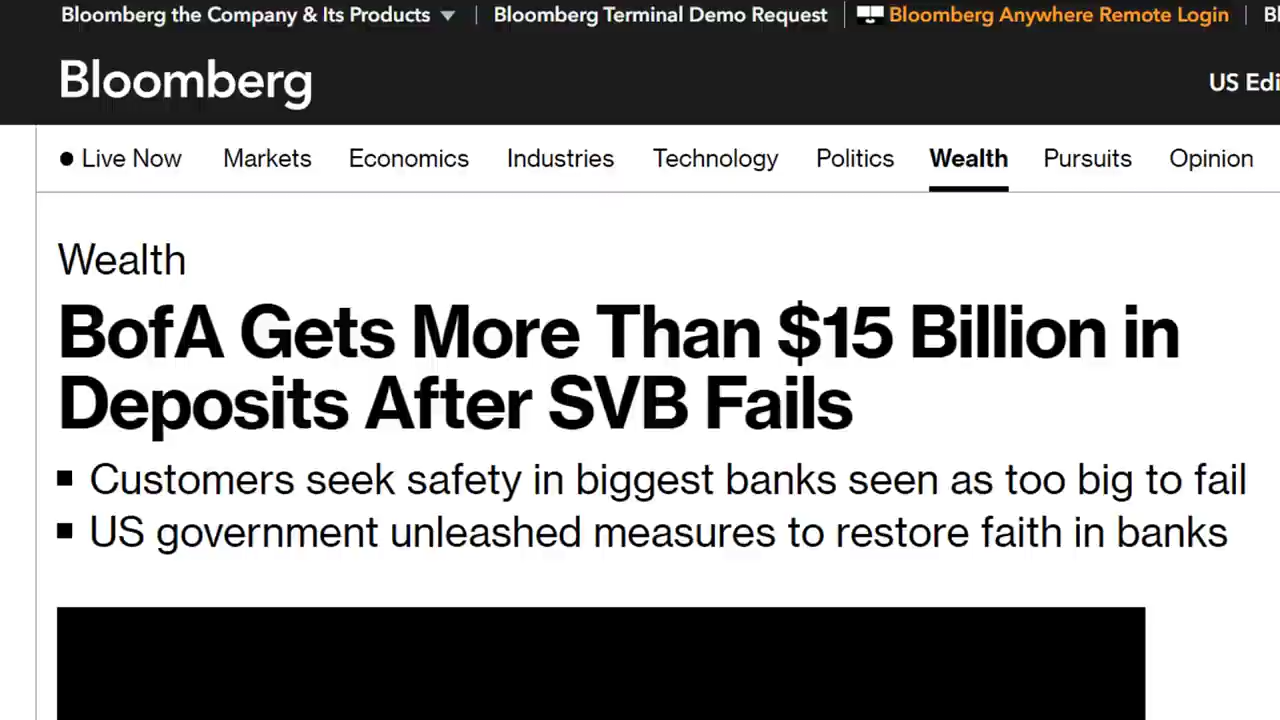 Bloomberg the Company & Its Products Bloomberg Terminal Demo Request Bloomberg Anywhere Remote Login
Bloomberg
Live Now Markets Economics Industries Technology Politics Wealth Pursuits Opinion
Wealth
BofA Gets More Than $15 Billion in
Deposits After SVB Fails
Customers seek safety in biggest banks seen as too big to fail
US government unleashed measures to restore faith in banks